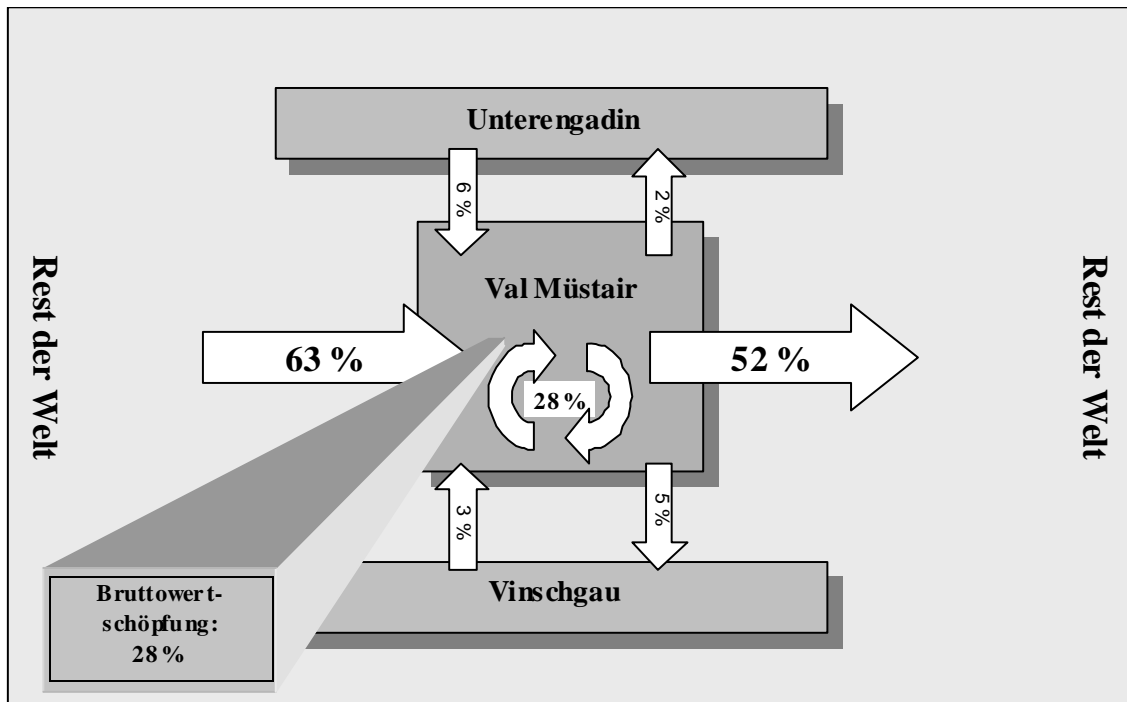 Unterengadin
6 %
2 %
Rest der Welt
Val Müstair
63 %
52 %
28 %
Rest der Welt
3 %
5 %
Vinschgau
Bruttowert-
schöpfung:
28 %